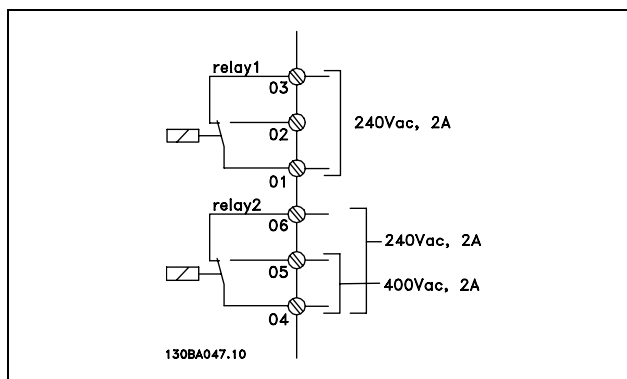 relay1
03
240Vac, 2A
02
01
relay2
06
240Vac, 2A
05
400Vac, 2A
04
130BA047.10